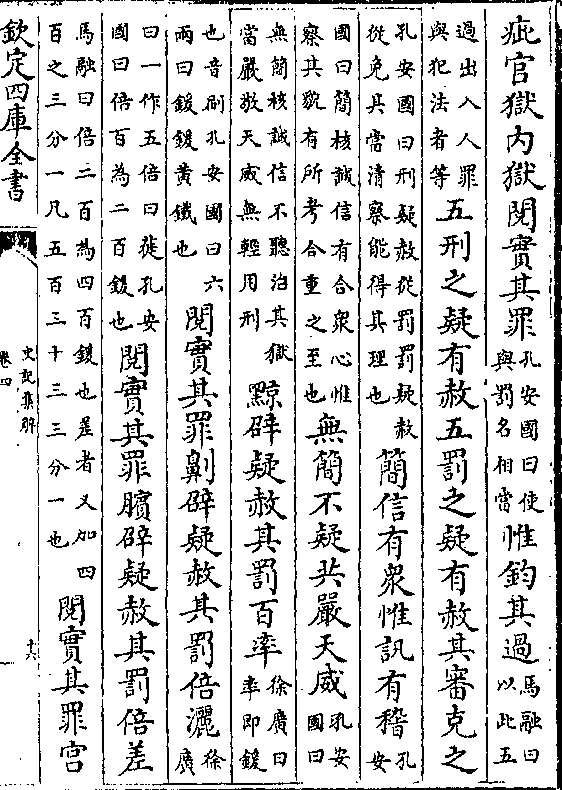 疵官獄内獄閱實其罪孔安國曰使與罰名相當惟鈞其過馬融曰以此五
過出入人罪與犯法者等五刑之疑有赦五罰之疑有赦其審克之
孔安國曰刑疑赦從罰罰疑赦從免其當清察能得其理也簡信有衆惟訊有稽孔安
國曰簡核誠信有合衆心惟察其貌有所考合重之至也無簡不疑共嚴天威孔安國曰
無簡核誠信不聽治其獄當嚴敬天威無輕用刑黥辟疑赦其罰百率徐廣曰率即鍰
也音刷孔安國曰六兩曰鍰鍰黄鐵也閱實其罪劓辟疑赦其罰倍灑徐廣
曰一作五倍曰蓰孔安國曰倍百為二百鍰也閱實其罪臏辟疑赦其罰倍差
馬融曰倍二百為四百鍰也差者又加四百之三分一凡五百三十三三分一也閱實其罪宫
欽定四庫全書
史記集解
卷四
十六